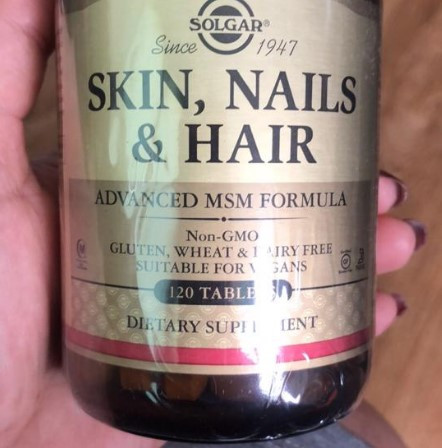 SOLGAR®
Since 1947
SKIN, NAILS
& HAIR
ADVANCED MSM FORMULA
Non-GMO
GLUTEN, WHEAT & DAIRY FREE
SUITABLE FOR VEGANS
120 TABLETS
DIETARY SUPPLEMENT